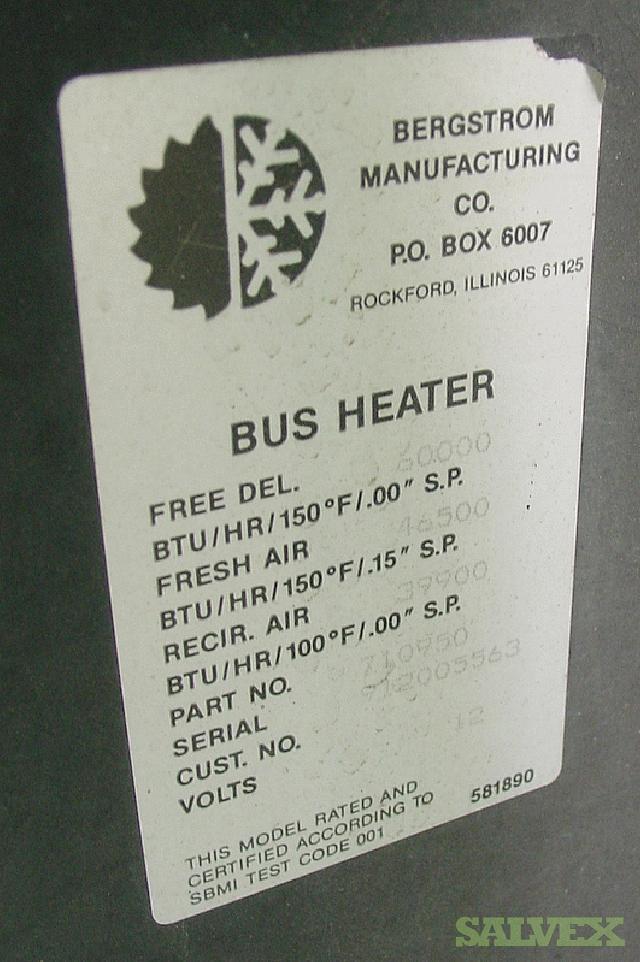 BERGSTROM
MANUFACTURING
CO.
P.O. BOX 6007
ROCKFORD, ILLINOIS 61125
BUS HEATER
FREE DEL. 60000
BTU/HR/150°F/.00" S.P.
FRESH AIR 46500
BTU/HR/150°F/.15" S.P.
RECIR. AIR 39900
BTU/HR/100°F/.00" S.P.
PART NO. 710950
SERIAL 912005563
CUST. NO.
VOLTS 12
THIS MODEL RATED AND
CERTIFIED ACCORDING TO
SBMI TEST CODE 001
581890
SALVEX